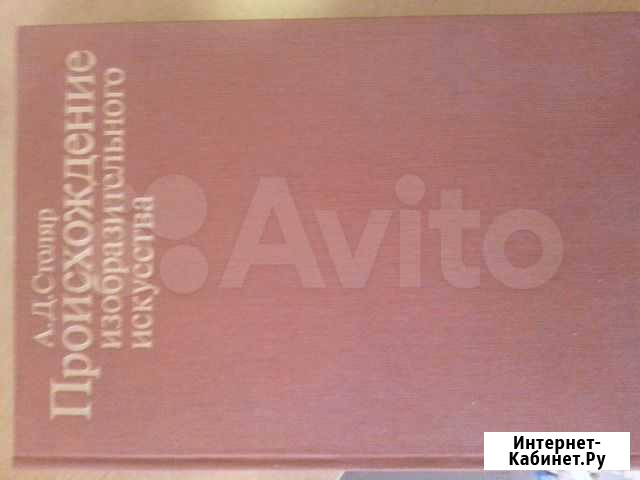 А.Д.Столяр
Происхождение
изобразительного
искусства
Avito
Интернет-
Кабинет.Ру